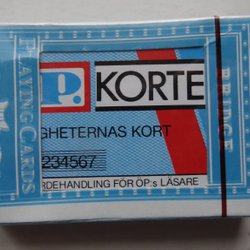 PLAYING CARDS
BRIDGE
P. KORTE
GHETERNAS KORT
234567
RDEHANDLING FÖR ÖP:s LÄSARE